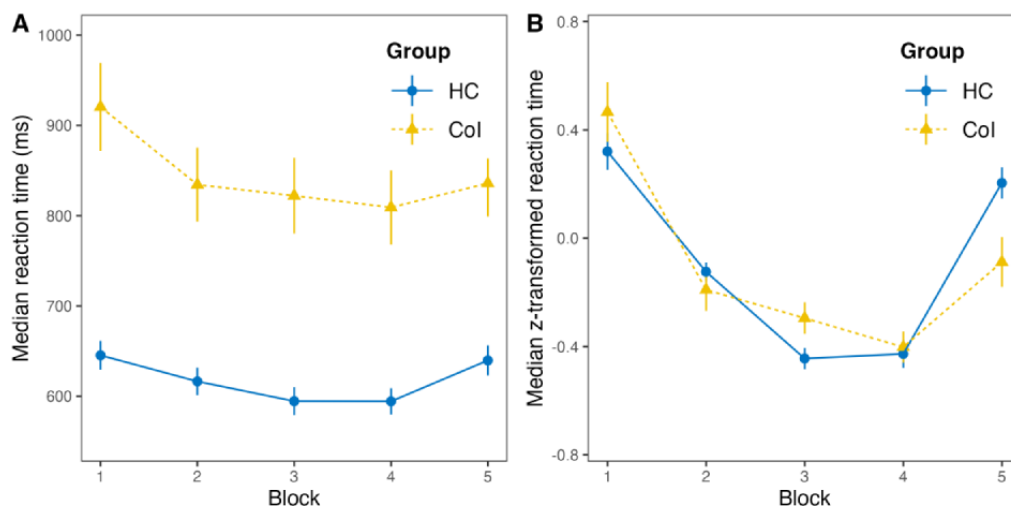 A
Median reaction time (ms)
1000
900
800
700
600
Group
HC
CoI
1 2 3 4 5
Block
B
Median z-transformed reaction time
0.8
0.4
0.0
-0.4
-0.8
Group
HC
CoI
1 2 3 4 5
Block